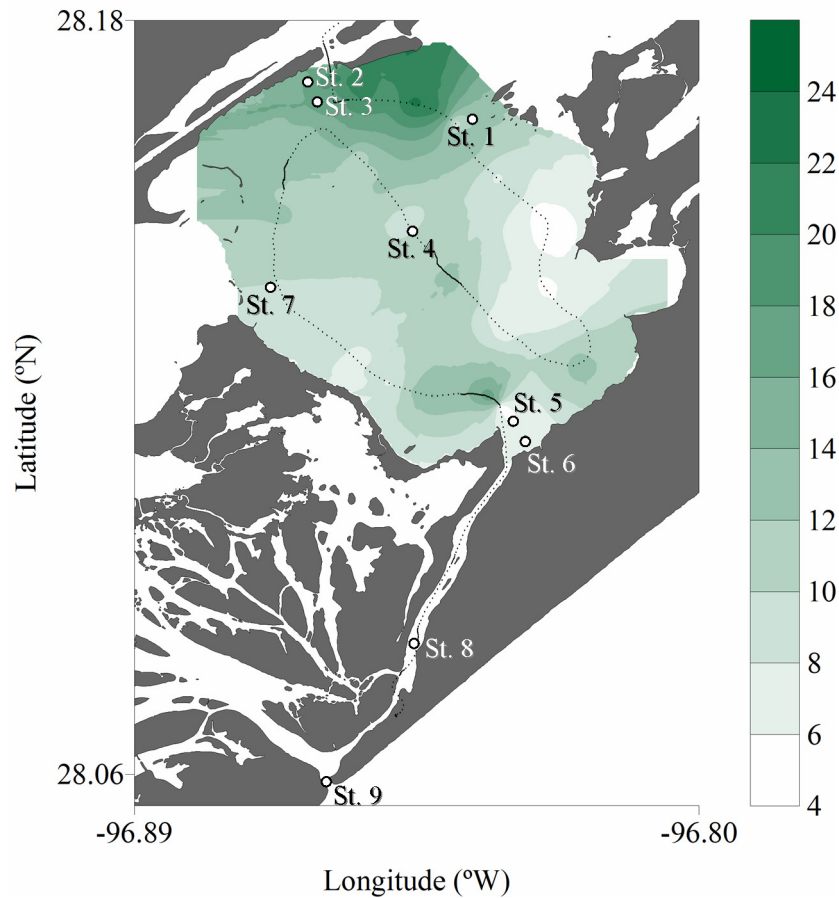 28.18
St. 2
St. 3
St. 1
St. 4
St. 7
St. 5
St. 6
St. 8
St. 9
28.06
-96.89
-96.80
Latitude (ºN)
Longitude (ºW)
24
22
20
18
16
14
12
10
8
6
4